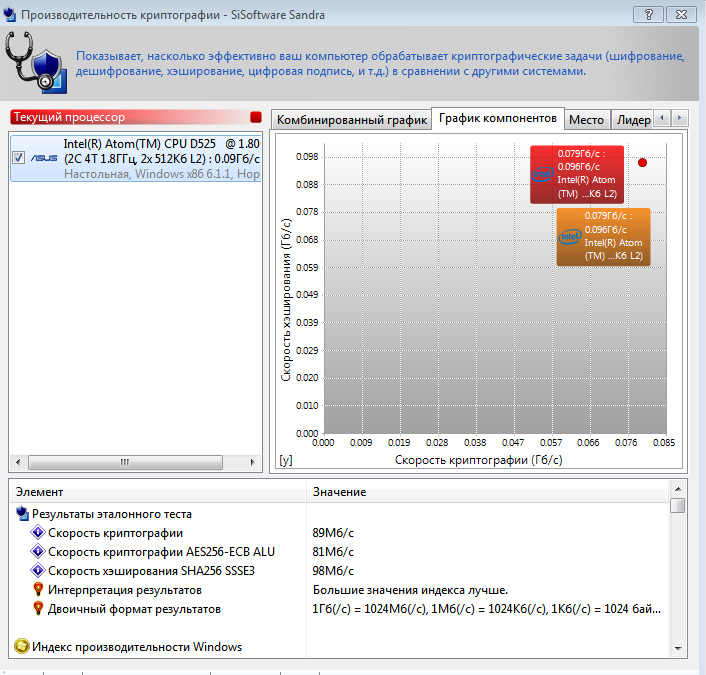 Производительность криптографии - SiSoftware Sandra
Показывает, насколько эффективно ваш компьютер обрабатывает криптографические задачи (шифрование,
дешифрование, хэширование, цифровая подпись, и т.д.) в сравнении с другими системами.
Текущий процессор
ASUS
Intel(R) Atom(TM) CPU D525 @ 1.80
(2C 4T 1.8ГГц, 2x 512K6 L2) : 0.09Гб/с
Настольная, Windows x86 6.1.1, Нор
Комбинированный график
График компонентов
Место
Лидер
Скорость хэширования (Гб/с)
0.098
0.088
0.078
0.068
0.059
0.049
0.039
0.029
0.020
0.010
0.000
0.079Гб/с :
0.096Гб/с
Intel(R) Atom
(TM) ...Кб L2)
intel
0.079Гб/с :
0.096Гб/с
Intel(R) Atom
(TM) ...Кб L2)
intel
0.000 0.009 0.019 0.028 0.038 0.047 0.057 0.066 0.076 0.085
[y]
Скорость криптографии (Гб/с)
Элемент Значение
Результаты эталонного теста
Скорость криптографии 89Мб/с
Скорость криптографии AES256-ECB ALU 81Мб/с
Скорость хэширования SHA256 SSSE3 98Мб/с
Интерпретация результатов Большие значения индекса лучше.
Двоичный формат результатов 1Гб(/с) = 1024Мб(/с), 1Мб(/с) = 1024Кб(/с), 1Кб(/с) = 1024 бай...
Индекс производительности Windows